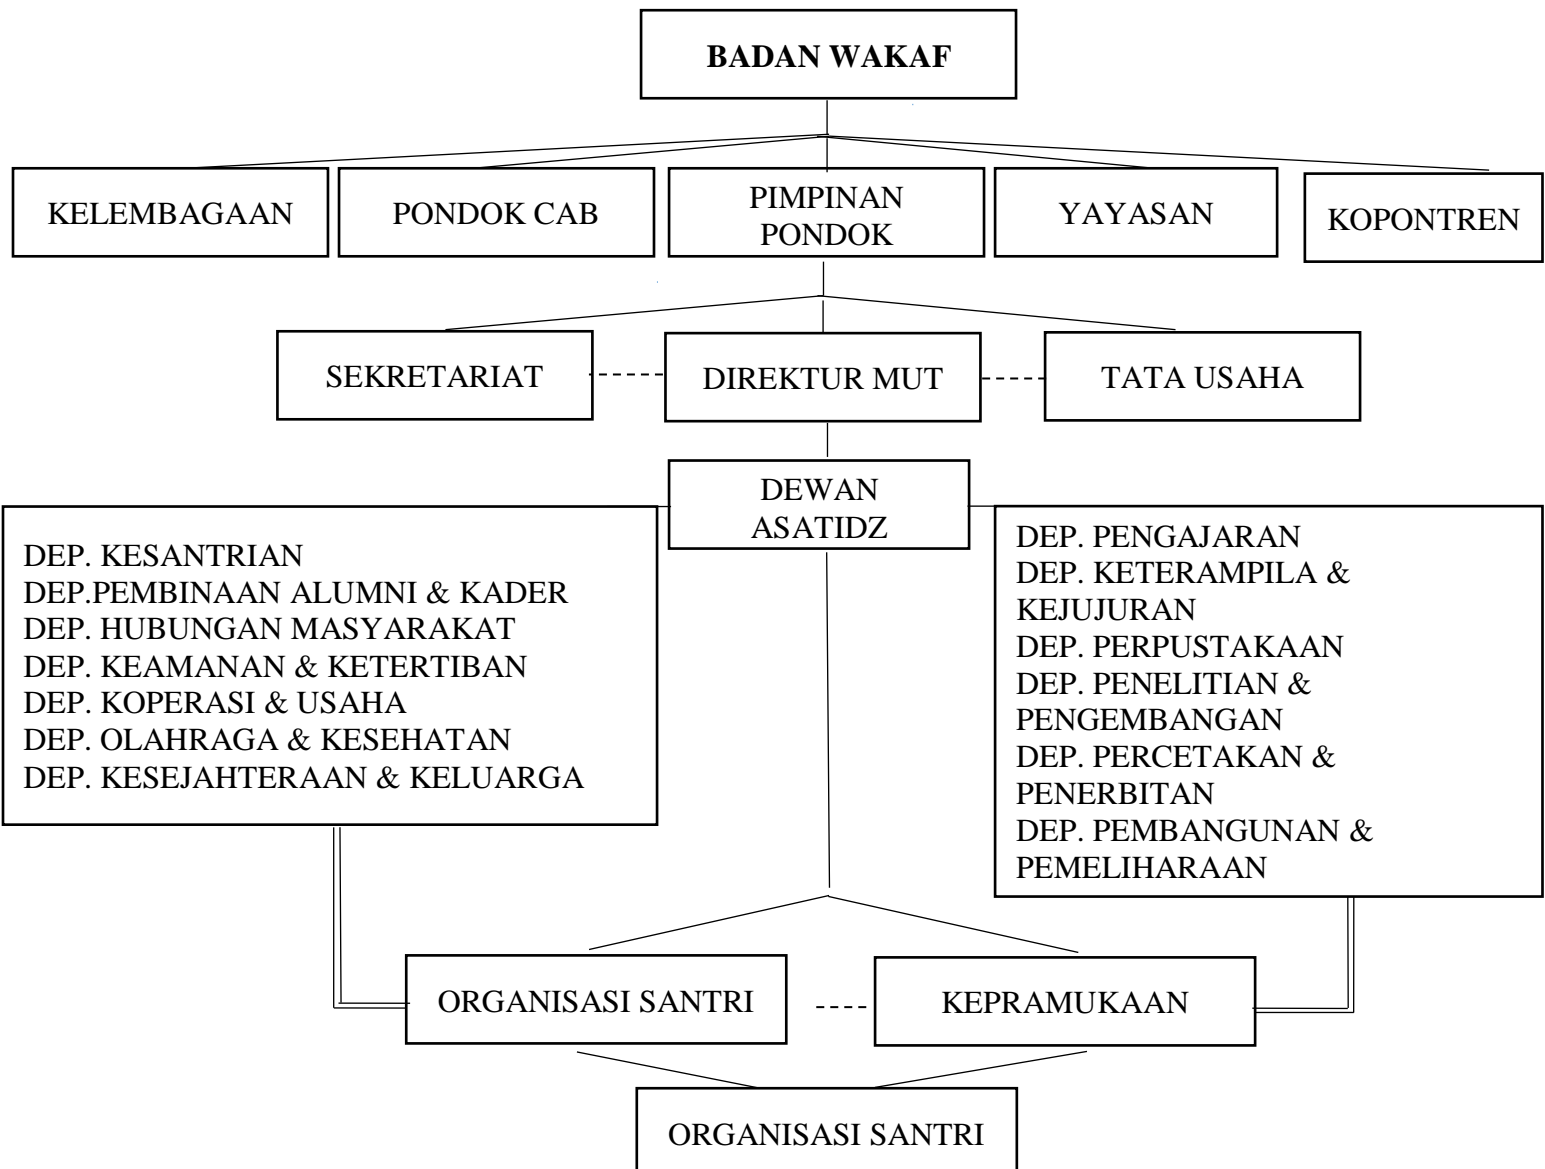 BADAN WAKAF
KELEMBAGAAN
PONDOK CAB
PIMPINAN
PONDOK
YAYASAN
KOPONTREN
SEKRETARIAT
DIREKTUR MUT
TATA USAHA
DEWAN
ASATIDZ
DEP. KESANTRIAN
DEP.PEMBINAAN ALUMNI & KADER
DEP. HUBUNGAN MASYARAKAT
DEP. KEAMANAN & KETERTIBAN
DEP. KOPERASI & USAHA
DEP. OLAHRAGA & KESEHATAN
DEP. KESEJAHTERAAN & KELUARGA
DEP. PENGAJARAN
DEP. KETERAMPILA &
KEJUJURAN
DEP. PERPUSTAKAAN
DEP. PENELITIAN &
PENGEMBANGAN
DEP. PERCETAKAN &
PENERBITAN
DEP. PEMBANGUNAN &
PEMELIHARAAN
ORGANISASI SANTRI
KEPRAMUKAAN
ORGANISASI SANTRI